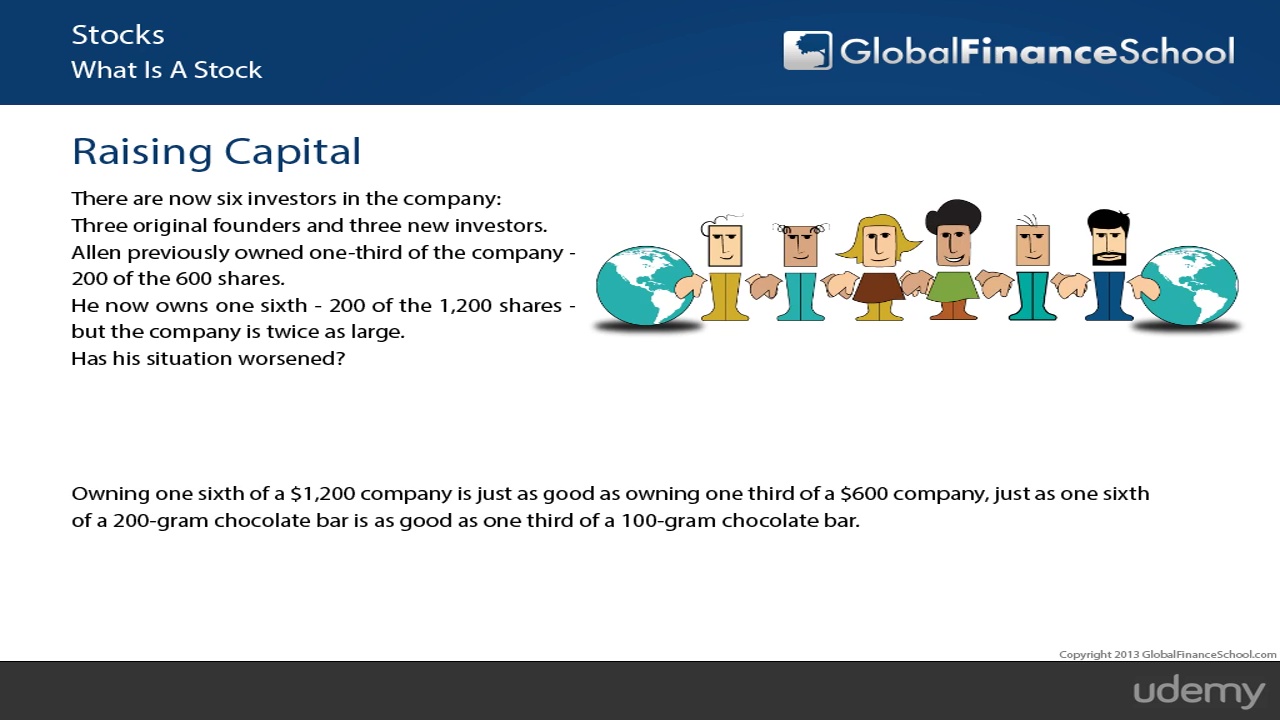 Stocks
What Is A Stock
GlobalFinanceSchool
Raising Capital
There are now six investors in the company:
Three original founders and three new investors.
Allen previously owned one-third of the company -
200 of the 600 shares.
He now owns one sixth - 200 of the 1,200 shares -
but the company is twice as large.
Has his situation worsened?
Owning one sixth of a $1,200 company is just as good as owning one third of a $600 company, just as one sixth
of a 200-gram chocolate bar is as good as one third of a 100-gram chocolate bar.
Copyright 2013 GlobalFinanceSchool.com
udemy